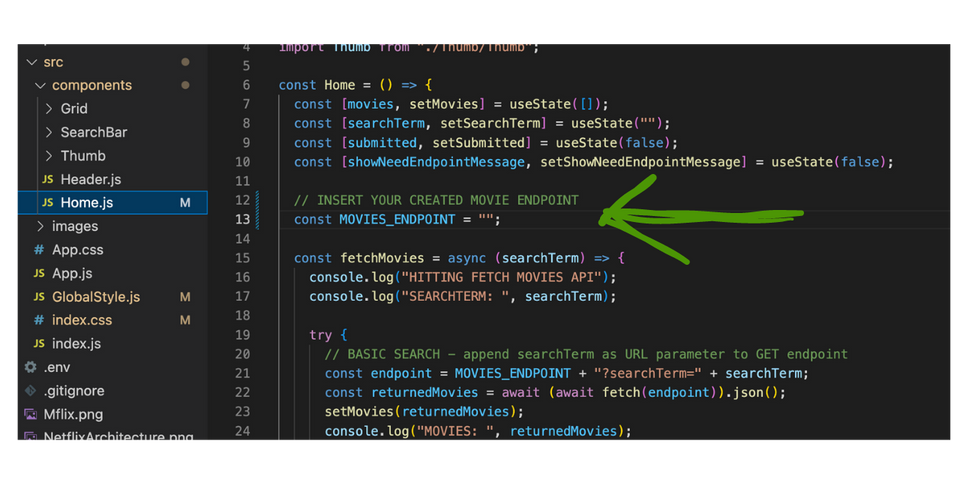 src
components
Grid
SearchBar
Thumb
JS Header.js
JS Home.js M
images
# App.css
JS App.js
JS GlobalStyle.js M
# index.css M
JS index.js
.env
.gitignore
Mflix.png
NetflixArchitecture.png
4 import Thumb from "./Thumb/Thumb";
5
6 const Home = () => {
7 const [movies, setMovies] = useState([]);
8 const [searchTerm, setSearchTerm] = useState("");
9 const [submitted, setSubmitted] = useState(false);
10 const [showNeedEndpointMessage, setShowNeedEndpointMessage] = useState(false);
11
12 // INSERT YOUR CREATED MOVIE ENDPOINT
13 const MOVIES_ENDPOINT = "";
14
15 const fetchMovies = async (searchTerm) => {
16 console.log("HITTING FETCH MOVIES API");
17 console.log("SEARCHTERM: ", searchTerm);
18
19 try {
20 // BASIC SEARCH – append searchTerm as URL parameter to GET endpoint
21 const endpoint = MOVIES_ENDPOINT + "?searchTerm=" + searchTerm;
22 const returnedMovies = await (await fetch(endpoint)).json();
23 setMovies(returnedMovies);
24 console.log("MOVIES: ", returnedMovies);